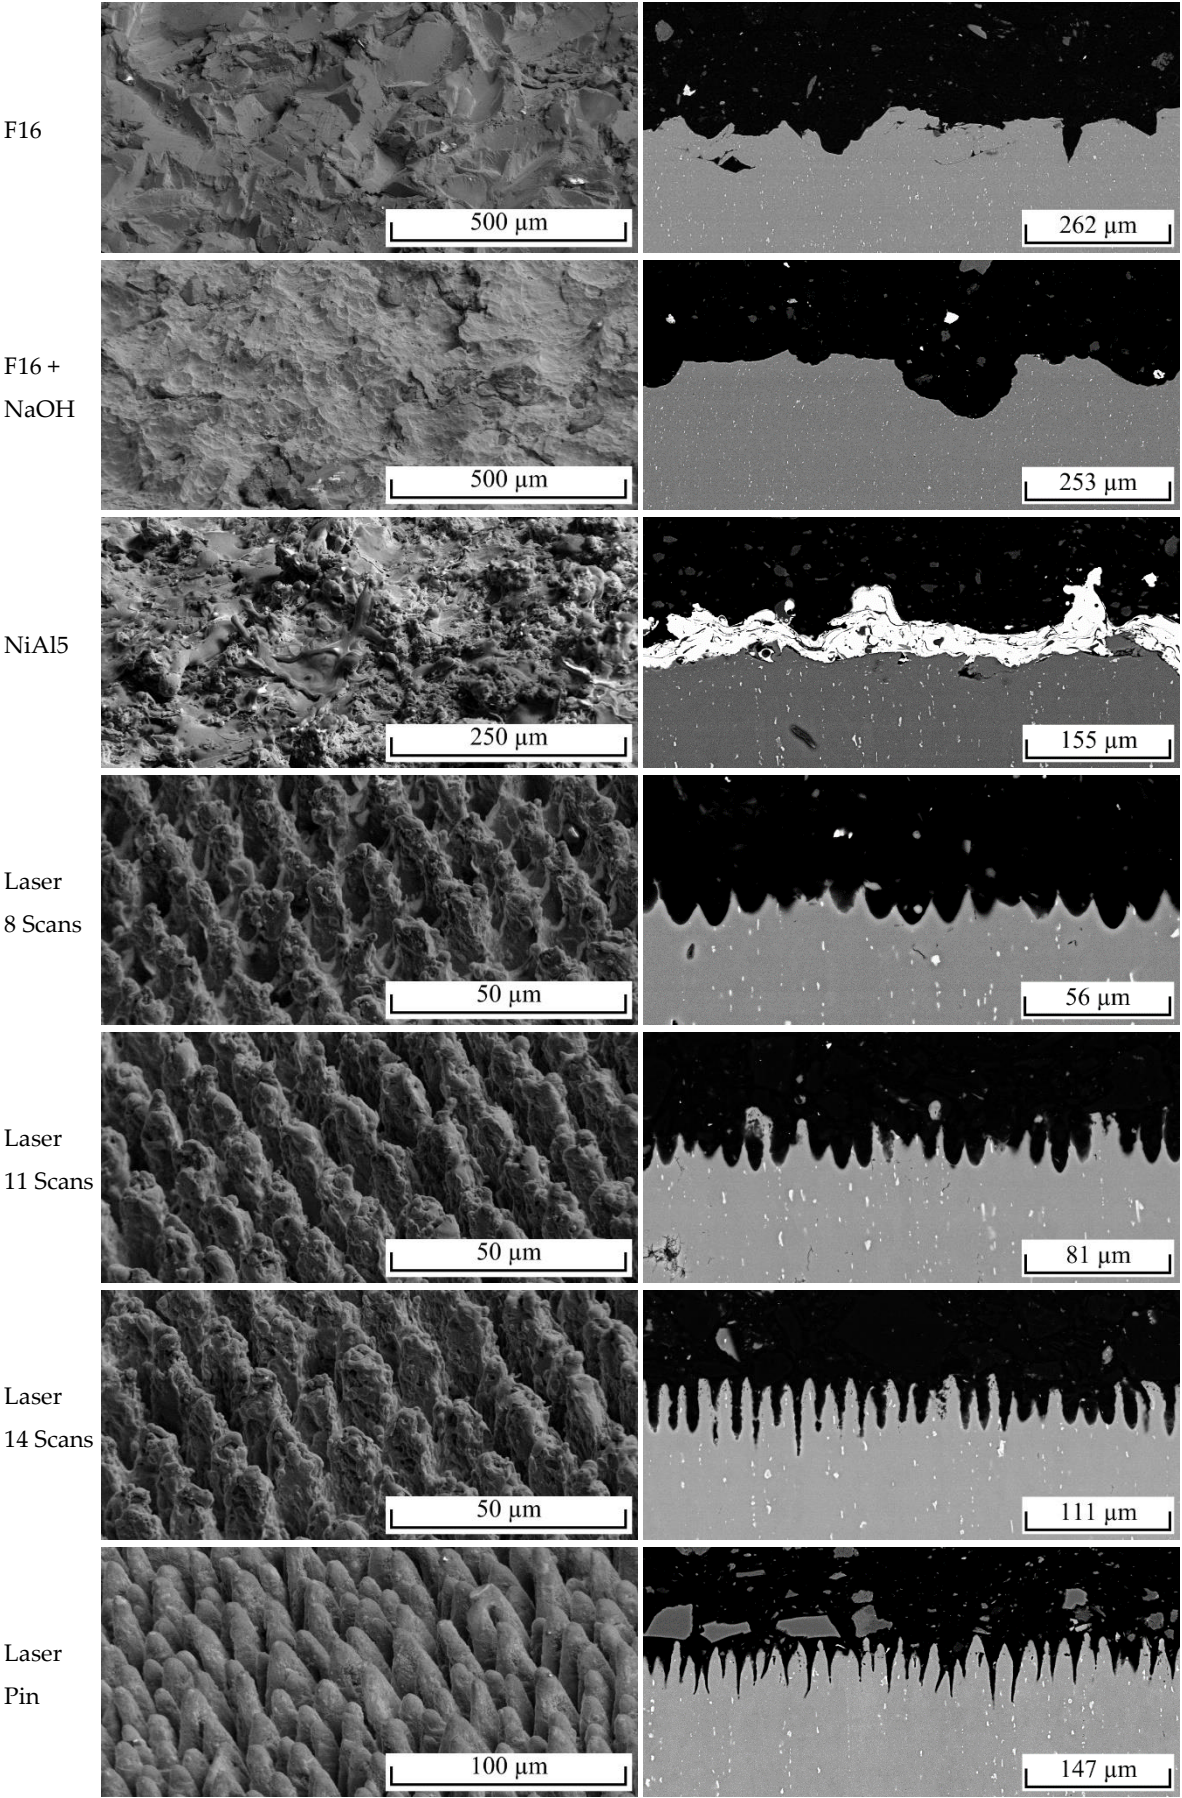 F16
500 µm
262 µm
F16 +
NaOH
500 µm
253 µm
NiAl5
250 µm
155 µm
Laser
8 Scans
50 µm
56 µm
Laser
11 Scans
50 µm
81 µm
Laser
14 Scans
50 µm
111 µm
Laser
Pin
100 µm
147 µm